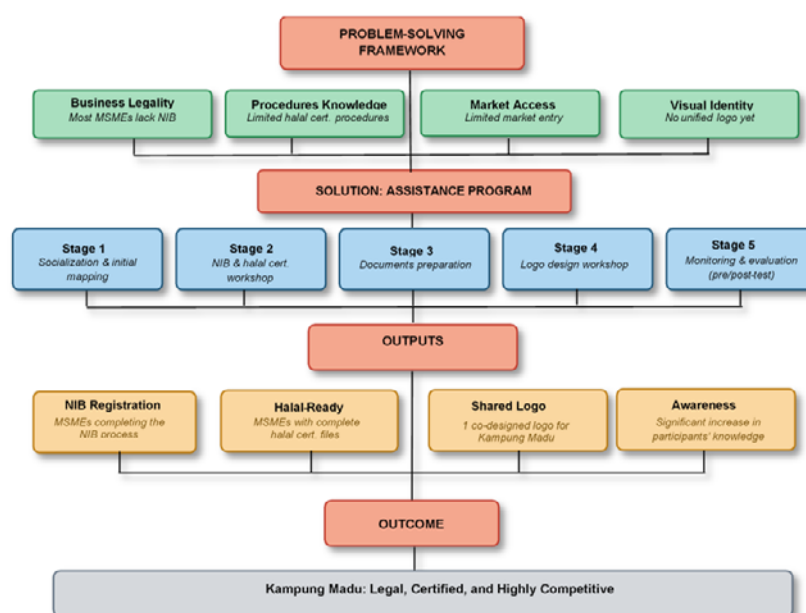 PROBLEM-SOLVING
FRAMEWORK
Business Legality
Most MSMEs lack NIB
Procedures Knowledge
Limited halal cert. procedures
Market Access
Limited market entry
Visual Identity
No unified logo yet
SOLUTION: ASSISTANCE PROGRAM
Stage 1
Socialization & initial
mapping
Stage 2
NIB & halal cert.
workshop
Stage 3
Documents preparation
Stage 4
Logo design workshop
Stage 5
Monitoring & evaluation
(pre/post-test)
OUTPUTS
NIB Registration
MSMEs completing the
NIB process
Halal-Ready
MSMEs with complete
halal cert. files
Shared Logo
1 co-designed logo for
Kampung Madu
Awareness
Significant increase in
participants' knowledge
OUTCOME
Kampung Madu: Legal, Certified, and Highly Competitive